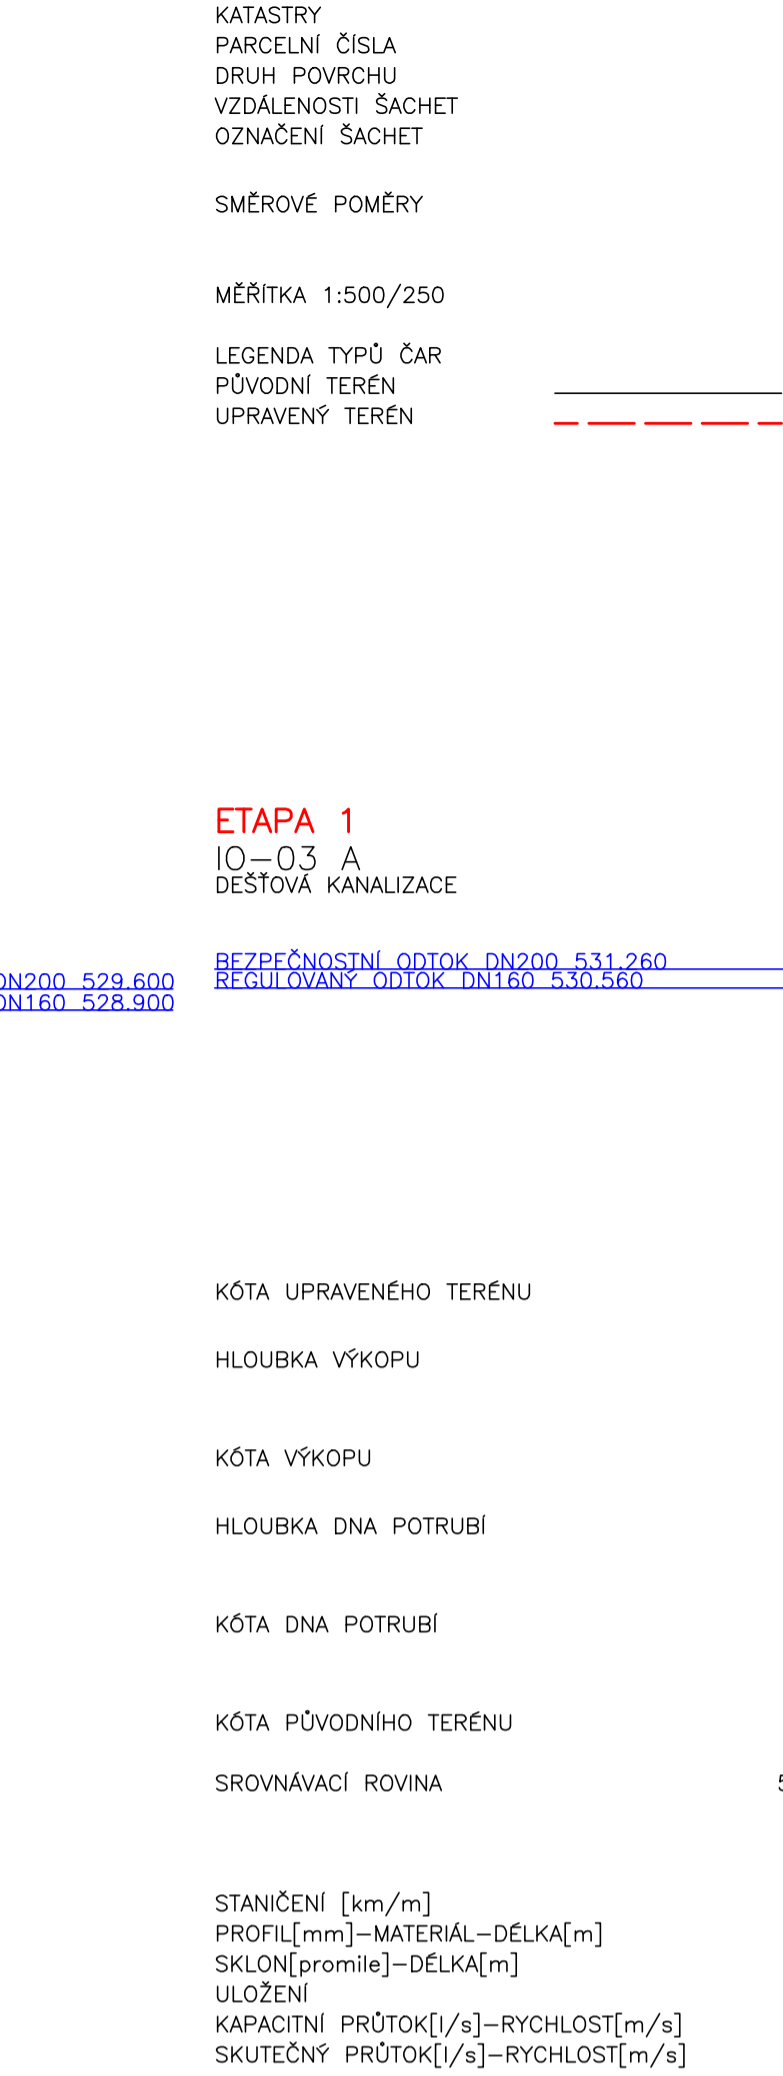 KATASTRY
PARCELNÍ ČÍSLA
DRUH POVRCHU
VZDÁLENOSTI ŠACHET
OZNAČENÍ ŠACHET
SMĚROVÉ POMĚRY
MĚŘÍTKA 1:500/250
LEGENDA TYPŮ ČAR
PŮVODNÍ TERÉN
UPRAVENÝ TERÉN
ETAPA 1
IO-03 A
DEŠŤOVÁ KANALIZACE
BEZPEČNOSTNÍ ODTOK DN200 531.260
REGULOVANÝ ODTOK DN160 530.560
DN200 529.600
DN160 528.900
KÓTA UPRAVENÉHO TERÉNU
HLOUBKA VÝKOPU
KÓTA VÝKOPU
HLOUBKA DNA POTRUBÍ
KÓTA DNA POTRUBÍ
KÓTA PŮVODNÍHO TERÉNU
SROVNÁVACÍ ROVINA
STANIČENÍ [km/m]
PROFIL[mm]-MATERIÁL-DÉLKA[m]
SKLON[promile]-DÉLKA[m]
ULOŽENÍ
KAPACITNÍ PRŮTOK[l/s]-RYCHLOST[m/s]
SKUTEČNÝ PRŮTOK[l/s]-RYCHLOST[m/s]